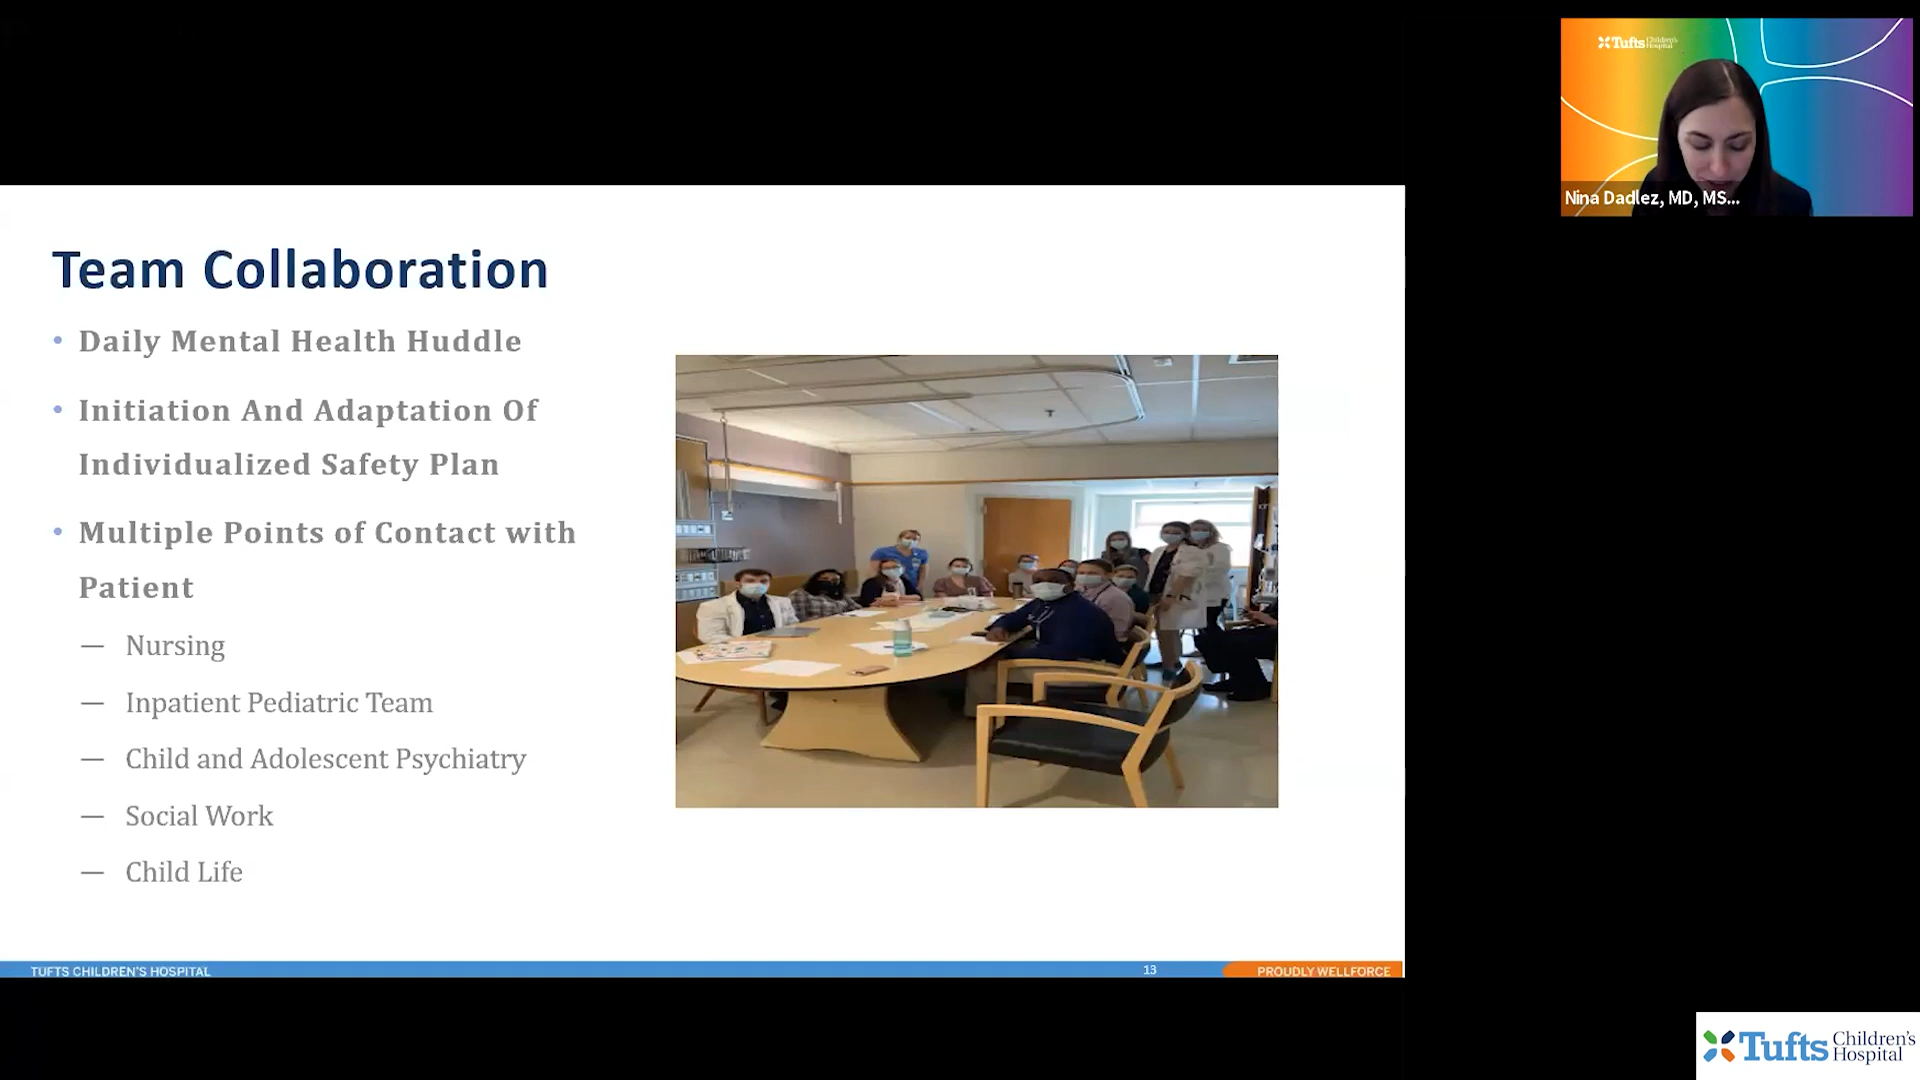 Tufts Children's
Hospital
Nina Dadlez, MD, MS...
Team Collaboration
• Daily Mental Health Huddle
• Initiation And Adaptation Of
Individualized Safety Plan
• Multiple Points of Contact with
Patient
— Nursing
— Inpatient Pediatric Team
— Child and Adolescent Psychiatry
— Social Work
— Child Life
TUFTS CHILDREN'S HOSPITAL
13
PROUDLY WELLFORCE
Tufts Children's
Hospital